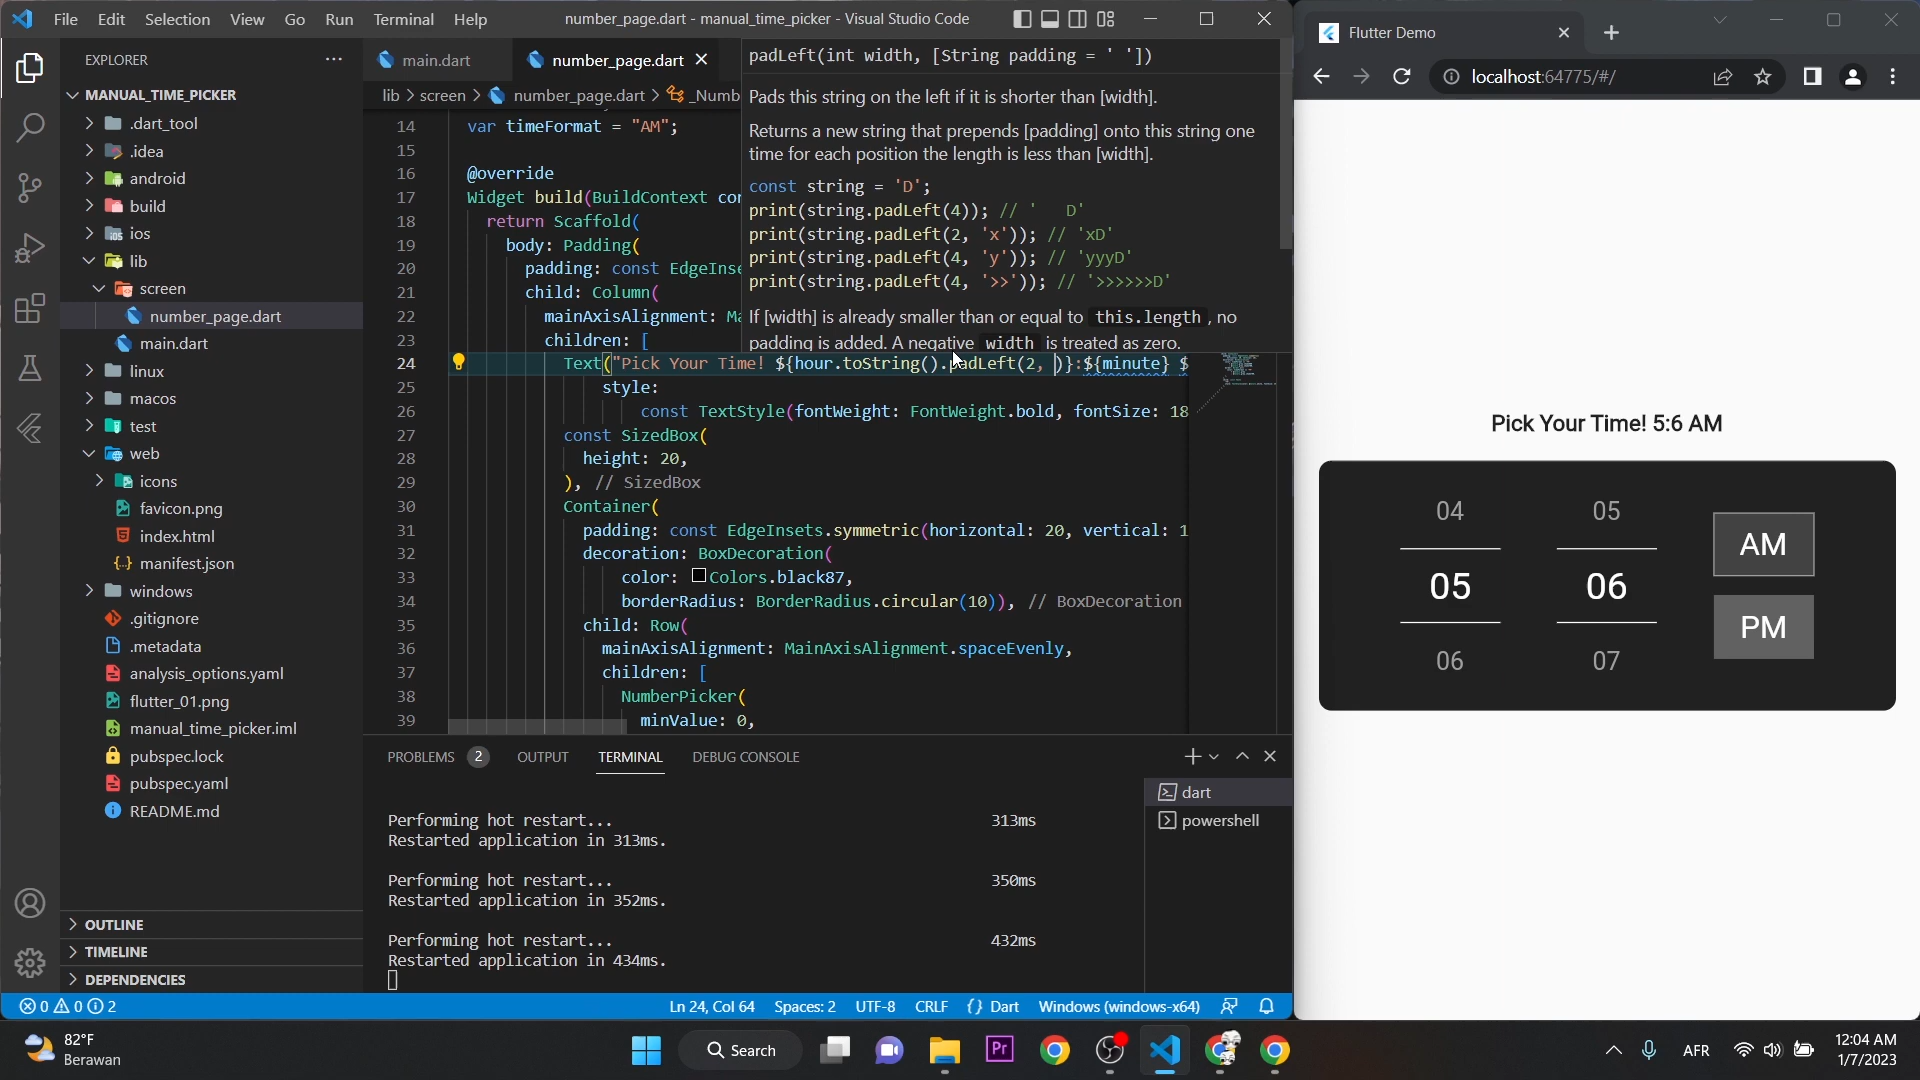 File Edit Selection View Go Run Terminal Help
number_page.dart - manual_time_picker - Visual Studio Code
EXPLORER
MANUAL_TIME_PICKER
.dart_tool
.idea
android
build
ios
lib
screen
number_page.dart
main.dart
linux
macos
test
web
icons
favicon.png
index.html
manifest.json
windows
.gitignore
.metadata
analysis_options.yaml
flutter_01.png
manual_time_picker.iml
pubspec.lock
pubspec.yaml
README.md
OUTLINE
TIMELINE
DEPENDENCIES
main.dart
number_page.dart
lib > screen > number_page.dart > _Numb
14 var timeFormat = "AM";
15
16 @override
17 Widget build(BuildContext con
18 return Scaffold(
19 body: Padding(
20 padding: const EdgeInse
21 child: Column(
22 mainAxisAlignment: Ma
23 children: [
24 Text("Pick Your Time! ${hour.toString().padLeft(2, )}:${minute} $
25 style:
26 const TextStyle(fontWeight: FontWeight.bold, fontSize: 18
27 const SizedBox(
28 height: 20,
29 ), // SizedBox
30 Container(
31 padding: const EdgeInsets.symmetric(horizontal: 20, vertical: 1
32 decoration: BoxDecoration(
33 color: Colors.black87,
34 borderRadius: BorderRadius.circular(10)), // BoxDecoration
35 child: Row(
36 mainAxisAlignment: MainAxisAlignment.spaceEvenly,
37 children: [
38 NumberPicker(
39 minValue: 0,
padLeft(int width, [String padding = ' '])
Pads this string on the left if it is shorter than [width].
Returns a new string that prepends [padding] onto this string one
time for each position the length is less than [width].
const string = 'D';
print(string.padLeft(4)); // '   D'
print(string.padLeft(2, 'x')); // 'xD'
print(string.padLeft(4, 'y')); // 'yyyD'
print(string.padLeft(4, '>>')); // '>>>>>>D'
If [width] is already smaller than or equal to this.length, no
padding is added. A negative width is treated as zero.
PROBLEMS 2 OUTPUT TERMINAL DEBUG CONSOLE
Performing hot restart... 313ms
Restarted application in 313ms.
Performing hot restart... 350ms
Restarted application in 352ms.
Performing hot restart... 432ms
Restarted application in 434ms.
dart
powershell
0 0 2
Ln 24, Col 64 Spaces: 2 UTF-8 CRLF {} Dart Windows (windows-x64)
Flutter Demo
localhost:64775/#/
Pick Your Time! 5:6 AM
04 05
AM
05 06
PM
06 07
82°F
Berawan
Search
Pr
AFR
12:04 AM
1/7/2023